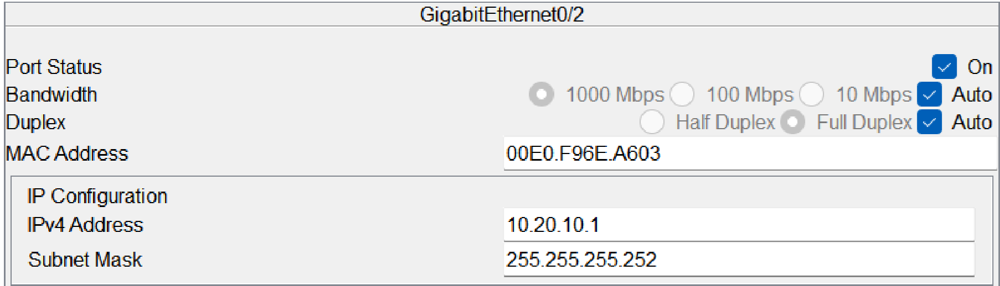 GigabitEthernet0/2
Port Status On
Bandwidth 1000 Mbps 100 Mbps 10 Mbps Auto
Duplex Half Duplex Full Duplex Auto
MAC Address 00E0.F96E.A603
IP Configuration
IPv4 Address 10.20.10.1
Subnet Mask 255.255.255.252